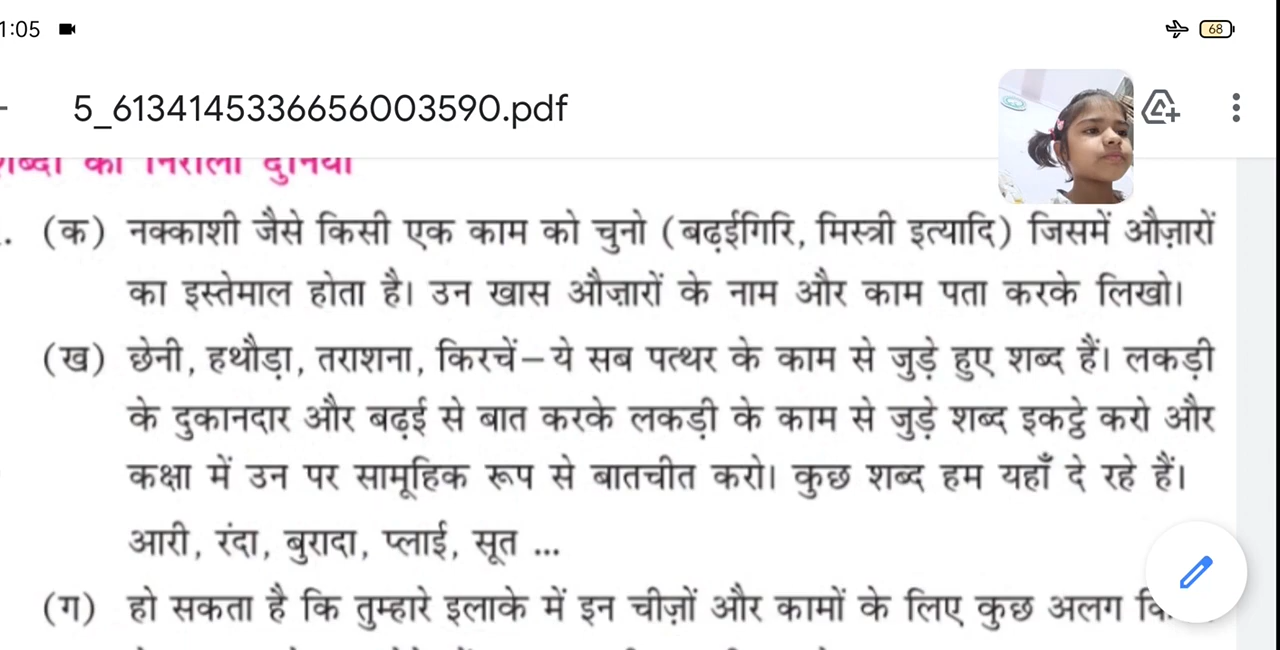 1:05
68
5_6134145336656003590.pdf
शब्दों की निराली दुनिया
(क) नक्काशी जैसे किसी एक काम को चुनो (बढ़ईगिरि, मिस्त्री इत्यादि) जिसमें औज़ारों
का इस्तेमाल होता है। उन खास औज़ारों के नाम और काम पता करके लिखो।
(ख) छेनी, हथौड़ा, तराशना, किरचें–ये सब पत्थर के काम से जुड़े हुए शब्द हैं। लकड़ी
के दुकानदार और बढ़ई से बात करके लकड़ी के काम से जुड़े शब्द इकट्ठे करो और
कक्षा में उन पर सामूहिक रूप से बातचीत करो। कुछ शब्द हम यहाँ दे रहे हैं।
आरी, रंदा, बुरादा, प्लाई, सूत ...
(ग) हो सकता है कि तुम्हारे इलाके में इन चीज़ों और कामों के लिए कुछ अलग